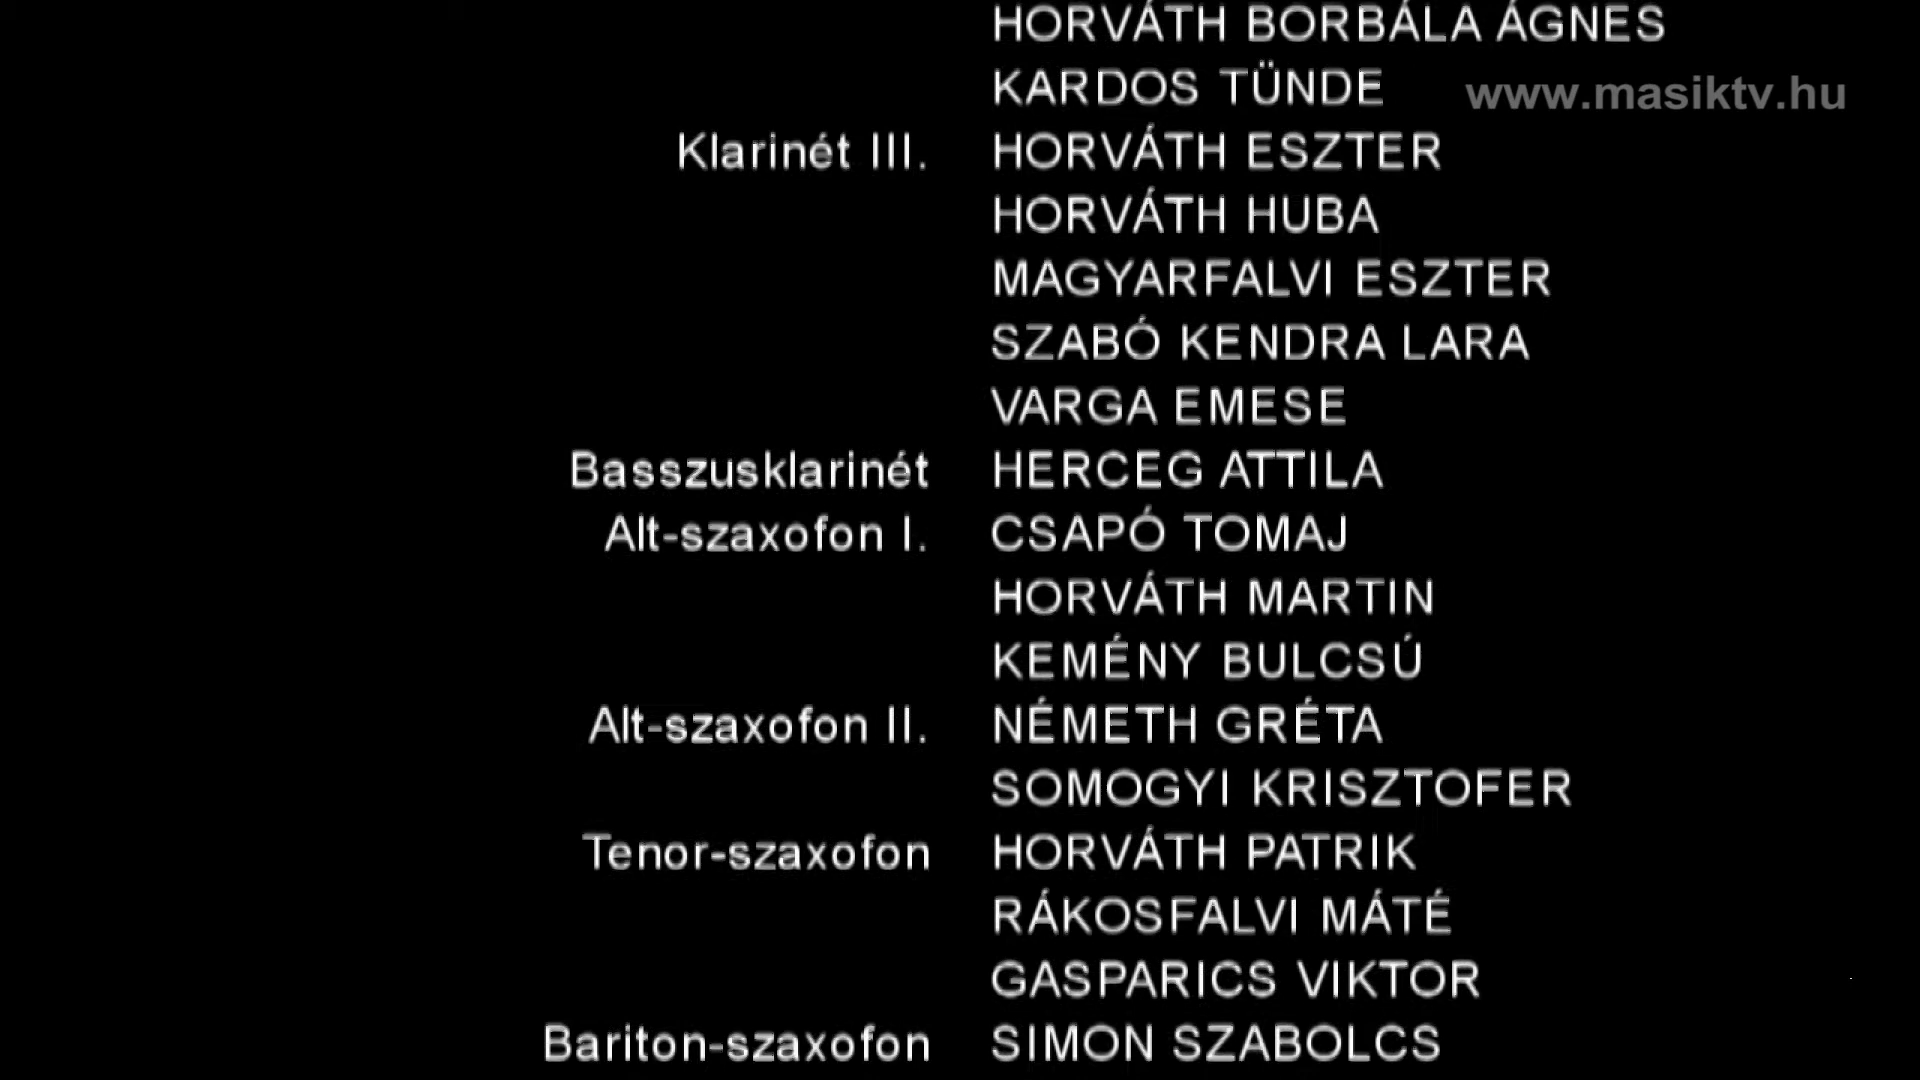 HORVÁTH BORBÁLA ÁGNES
KARDOS TÜNDE
www.masiktv.hu
Klarinét III. HORVÁTH ESZTER
HORVÁTH HUBA
MAGYARFALVI ESZTER
SZABÓ KENDRA LARA
VARGA EMESE
Basszusklarinét HERCEG ATTILA
Alt-szaxofon I. CSAPÓ TOMAJ
HORVÁTH MARTIN
KEMÉNY BULCSÚ
Alt-szaxofon II. NÉMETH GRÉTA
SOMOGYI KRISZTOFER
Tenor-szaxofon HORVÁTH PATRIK
RÁKOSFALVI MÁTÉ
GASPARICS VIKTOR
Bariton-szaxofon SIMON SZABOLCS